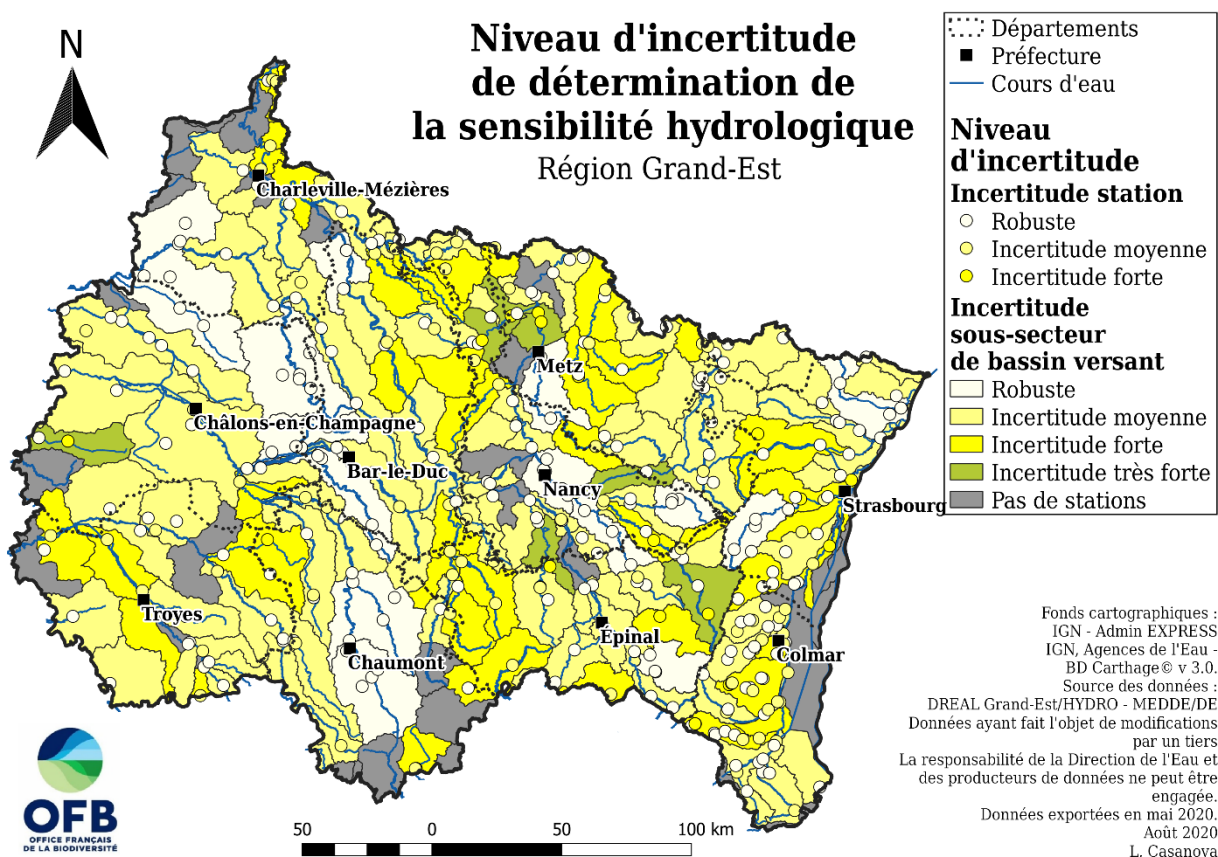 Niveau d'incertitude
de détermination de
la sensibilité hydrologique
Région Grand-Est
N
Départements
Préfecture
Cours d'eau
Niveau
d'incertitude
Incertitude station
Robuste
Incertitude moyenne
Incertitude forte
Incertitude
sous-secteur
de bassin versant
Robuste
Incertitude moyenne
Incertitude forte
Incertitude très forte
Pas de stations
Charleville-Mézières
Metz
Châlons-en-Champagne
Bar-le-Duc
Nancy
Strasbourg
Troyes
Épinal
Colmar
Chaumont
Fonds cartographiques :
IGN - Admin EXPRESS
IGN, Agences de l'Eau -
BD Carthage© v 3.0.
Source des données :
DREAL Grand-Est/HYDRO - MEDDE/DE
Données ayant fait l'objet de modifications
par un tiers
La responsabilité de la Direction de l'Eau et
des producteurs de données ne peut être
engagée.
Données exportées en mai 2020.
Août 2020
L. Casanova
OFB
OFFICE FRANÇAIS
DE LA BIODIVERSITÉ
50 0 50 100 km